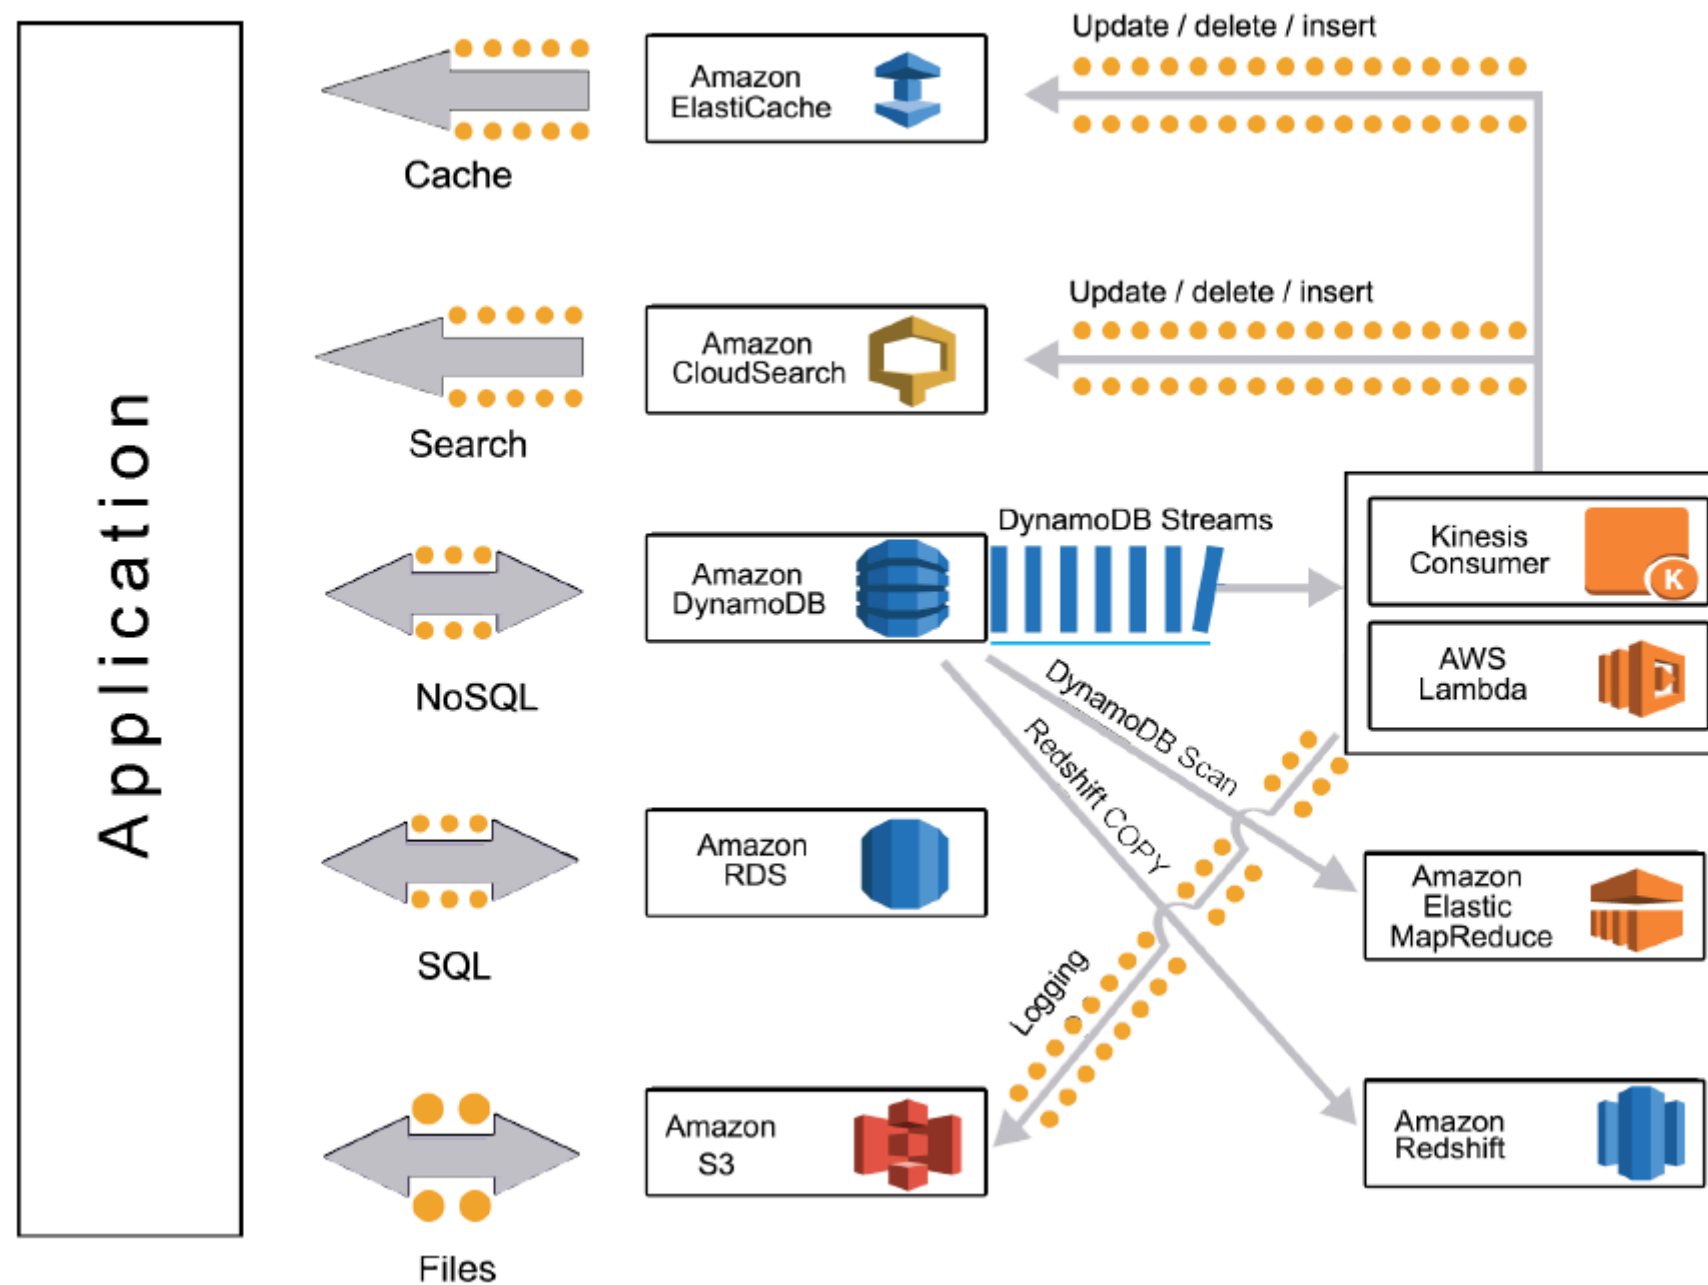 Application
Update / delete / insert
Amazon
ElastiCache
Cache
Update / delete / insert
Amazon
CloudSearch
Search
DynamoDB Streams
Amazon
DynamoDB
NoSQL
Kinesis
Consumer
K
AWS
Lambda
DynamoDB Scan
Redshift COPY
Amazon
RDS
SQL
Amazon
Elastic
MapReduce
Logging
Amazon
S3
Files
Amazon
Redshift